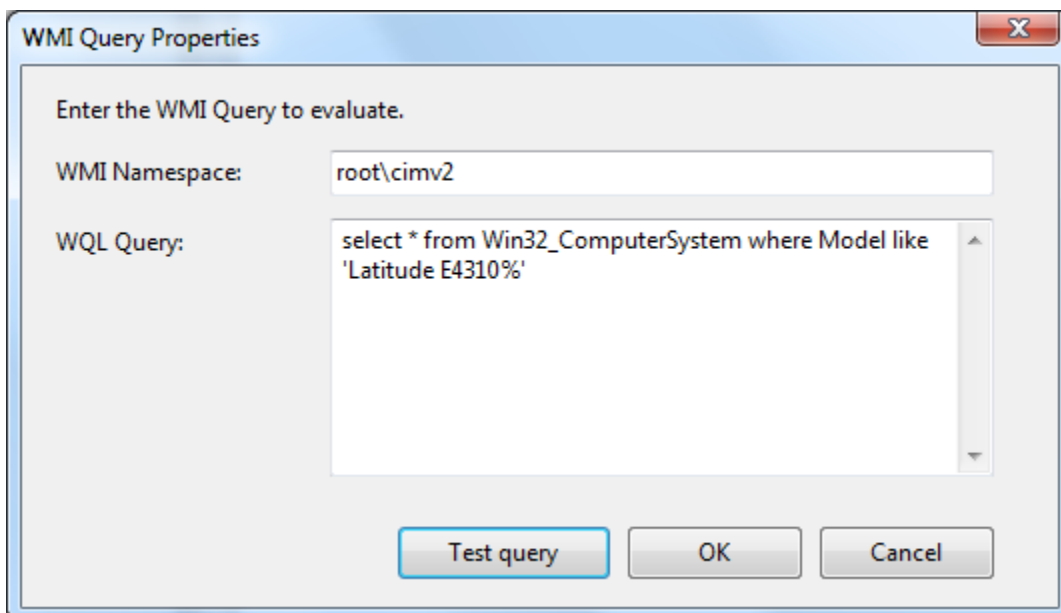 WMI Query Properties
Enter the WMI Query to evaluate.
WMI Namespace: root\cimv2
WQL Query: select * from Win32_ComputerSystem where Model like
'Latitude E4310%'
Test query OK Cancel